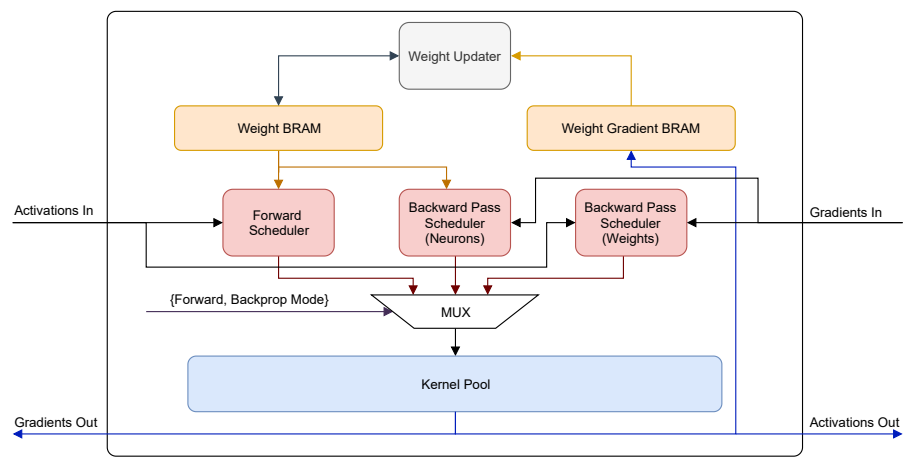 Weight Updater
Weight BRAM
Weight Gradient BRAM
Activations In
Forward
Scheduler
Backward Pass
Scheduler
(Neurons)
Backward Pass
Scheduler
(Weights)
Gradients In
{Forward, Backprop Mode}
MUX
Kernel Pool
Gradients Out
Activations Out